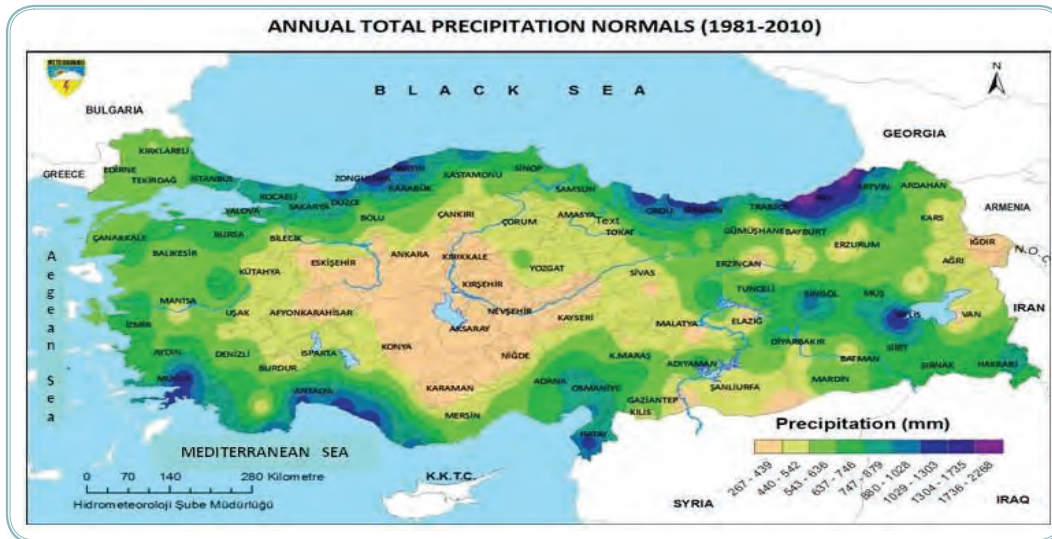 ANNUAL TOTAL PRECIPITATION NORMALS (1981-2010)
N
BLACK SEA
BULGARIA
GEORGIA
GREECE
ARMENIA
IRAN
IRAQ
SYRIA
K.K.T.C.
Aegean Sea
MEDITERRANEAN SEA
KIRKLARELİ
EDİRNE
TEKİRDAĞ
İSTANBUL
KOCAELİ
YALOVA
SAKARYA
DÜZCE
ZONGULDAK
BARTIN
KARABÜK
KASTAMONU
SİNOP
SAMSUN
BOLU
ÇANKIRI
ÇORUM
AMASYA
Text
TOKAT
ORDU
GİRESUN
TRABZON
ARTVİN
ARDAHAN
KARS
GÜMÜŞHANE
BAYBURT
ERZURUM
IĞDIR
N.O.C.
AĞRI
ÇANAKKALE
BURSA
BİLECİK
BALIKESİR
ESKİŞEHİR
ANKARA
KIRIKKALE
YOZGAT
SİVAS
ERZİNCAN
TUNCELİ
BİNGÖL
MUŞ
KÜTAHYA
KIRŞEHİR
MANİSA
UŞAK
AFYONKARAHİSAR
NEVŞEHİR
KAYSERİ
MALATYA
ELAZIĞ
BİTLİS
VAN
İZMİR
AKSARAY
DİYARBAKIR
SİİRT
BATMAN
AYDIN
DENİZLİ
ISPARTA
KONYA
NİĞDE
K.MARAŞ
ADIYAMAN
MARDİN
ŞIRNAK
HAKKARİ
BURDUR
MUĞLA
ANTALYA
KARAMAN
ADANA
OSMANİYE
GAZİANTEP
ŞANLIURFA
KİLİS
MERSİN
HATAY
Precipitation (mm)
267 - 439
440 - 542
543 - 636
637 - 746
747 - 879
880 - 1028
1029 - 1303
1304 - 1735
1736 - 2268
0 70 140 280 Kilometre
Hidrometeoroloji Şube Müdürlüğü